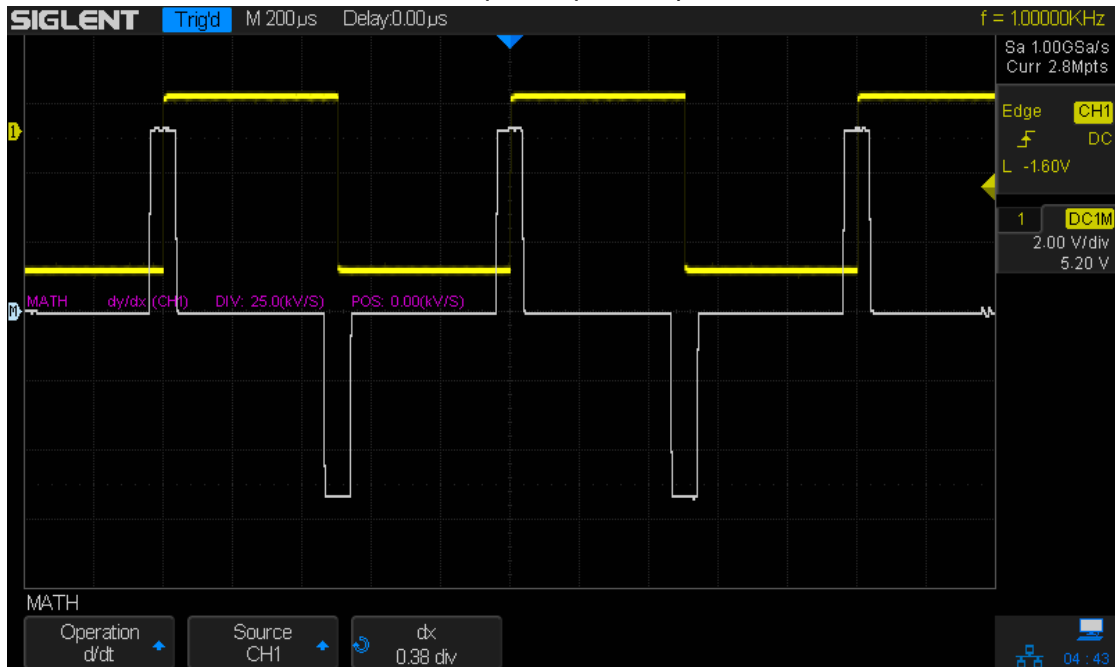 SIGLENT Trig'd M 200µs Delay:0.00µs f = 1.00000KHz
Sa 1.00GSa/s
Curr 2.8Mpts
Edge CH1
DC
L -1.60V
1
1 DC1M
2.00 V/div
5.20 V
MATH dy/dx (CH1) DIV: 25.0(kV/S) POS: 0.00(kV/S)
M
MATH
Operation Source dx
d/dt CH1 0.38 div
04 : 43